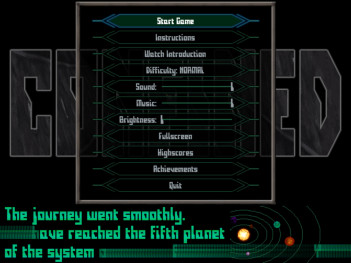 Start Game
Instructions
Watch Introduction
Difficulty: NORMAL
Sound:
Music:
Brightness:
Fullscreen
Highscores
Achievements
Quit
The journey went smoothly.
ave reached the fifth planet
of the system